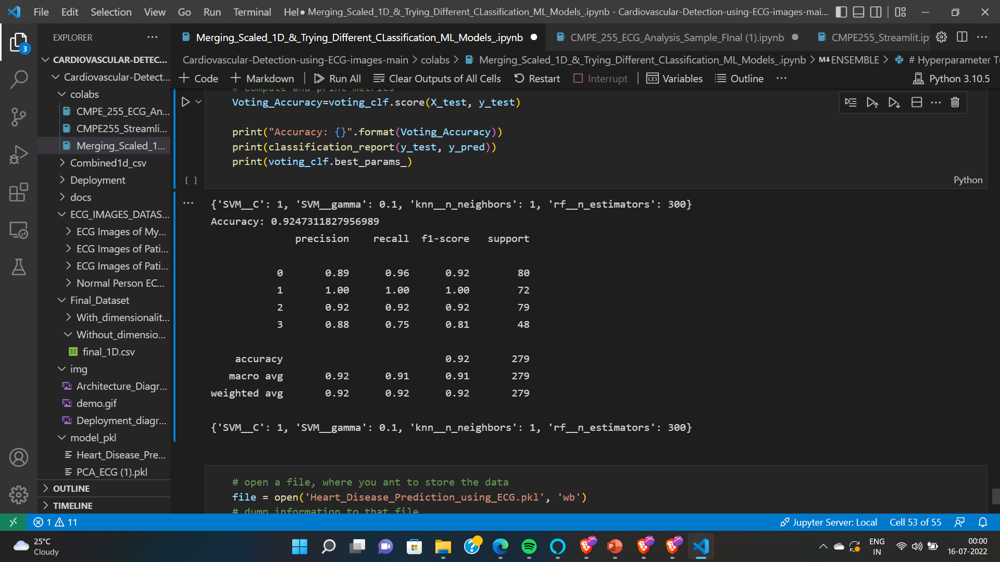 File Edit Selection View Go Run Terminal Hel
Merging_Scaled_1D_&_Trying_Different_CLassification_ML_Models_.ipynb - Cardiovascular-Detection-using-ECG-images-mai...
EXPLORER
Merging_Scaled_1D_&_Trying_Different_CLassification_ML_Models_.ipynb
CMPE_255_ECG_Analysis_Sample_FInal (1).ipynb
CMPE255_Streamlit.ip
3
Cardiovascular-Detection-using-ECG-images-main > colabs > Merging_Scaled_1D_&_Trying_Different_CLassification_ML_Models_.ipynb > M↓ENSEMBLE > # Hyperparameter T
+ Code + Markdown Run All Clear Outputs of All Cells Restart Interrupt Variables Outline ... Python 3.10.5
CARDIOVASCULAR-DETEC...
Cardiovascular-Detect...
colabs
CMPE_255_ECG_An...
CMPE255_Streamli...
Merging_Scaled_1...
Combined1d_csv
Deployment
docs
ECG_IMAGES_DATAS...
ECG Images of My...
ECG Images of Pati...
ECG Images of Pati...
Normal Person EC...
Final_Dataset
With_dimensionalit...
Without_dimensio...
final_1D.csv
img
Architecture_Diagr...
demo.gif
Deployment_diagr...
model_pkl
Heart_Disease_Pre...
PCA_ECG (1).pkl
OUTLINE
TIMELINE
# Compute and print metrics
Voting_Accuracy=voting_clf.score(X_test, y_test)
print("Accuracy: {}".format(Voting_Accuracy))
print(classification_report(y_test, y_pred))
print(voting_clf.best_params_)
[ ]
Python
{'SVM__C': 1, 'SVM__gamma': 0.1, 'knn__n_neighbors': 1, 'rf__n_estimators': 300}
Accuracy: 0.9247311827956989
precision recall f1-score support
0 0.89 0.96 0.92 80
1 1.00 1.00 1.00 72
2 0.92 0.92 0.92 79
3 0.88 0.75 0.81 48
accuracy 0.92 279
macro avg 0.92 0.91 0.91 279
weighted avg 0.92 0.92 0.92 279
{'SVM__C': 1, 'SVM__gamma': 0.1, 'knn__n_neighbors': 1, 'rf__n_estimators': 300}
# open a file, where you ant to store the data
file = open('Heart_Disease_Prediction_using_ECG.pkl', 'wb')
# dump information to that file
1 11
Jupyter Server: Local Cell 53 of 55
25°C
Cloudy
ENG
IN
00:00
16-07-2022